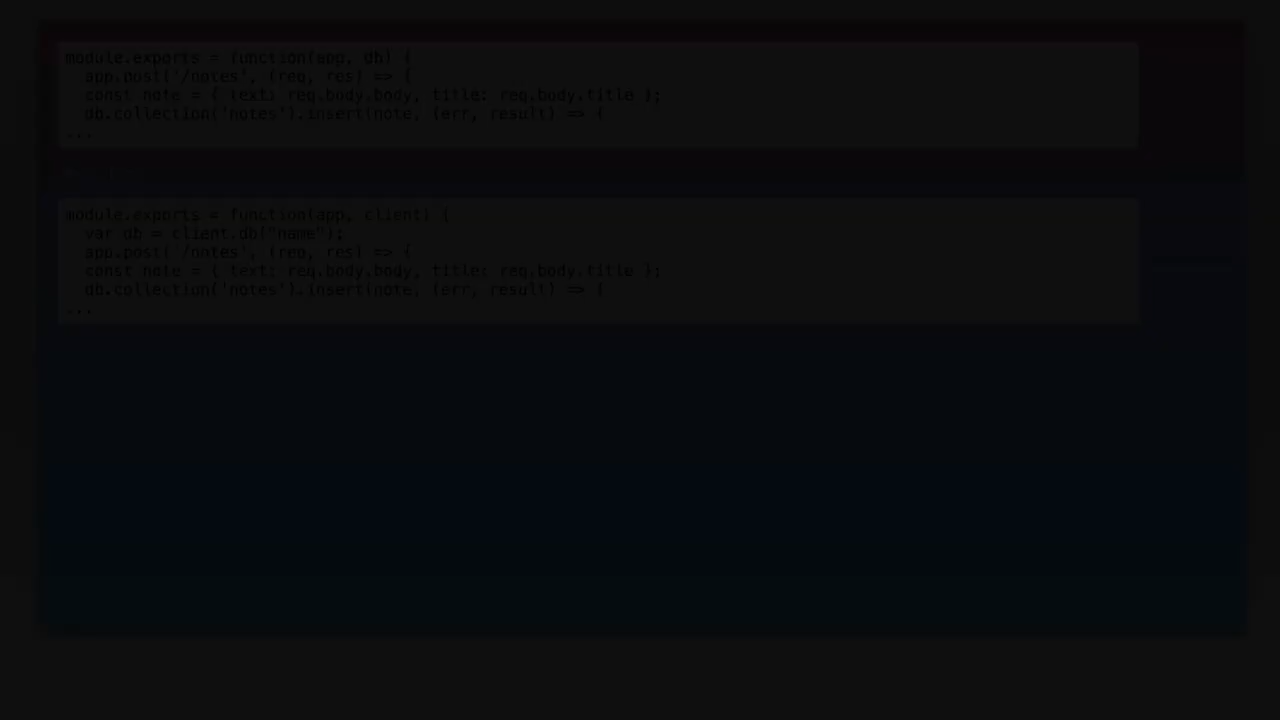 module.exports = function(app, db) {
  app.post('/notes', (req, res) => {
  const note = { text: req.body.body, title: req.body.title };
  db.collection('notes').insert(note, (err, result) => {
...
module.exports = function(app, client) {
  var db = client.db("name");
  app.post('/notes', (req, res) => {
  const note = { text: req.body.body, title: req.body.title };
  db.collection('notes').insert(note, (err, result) => {
...